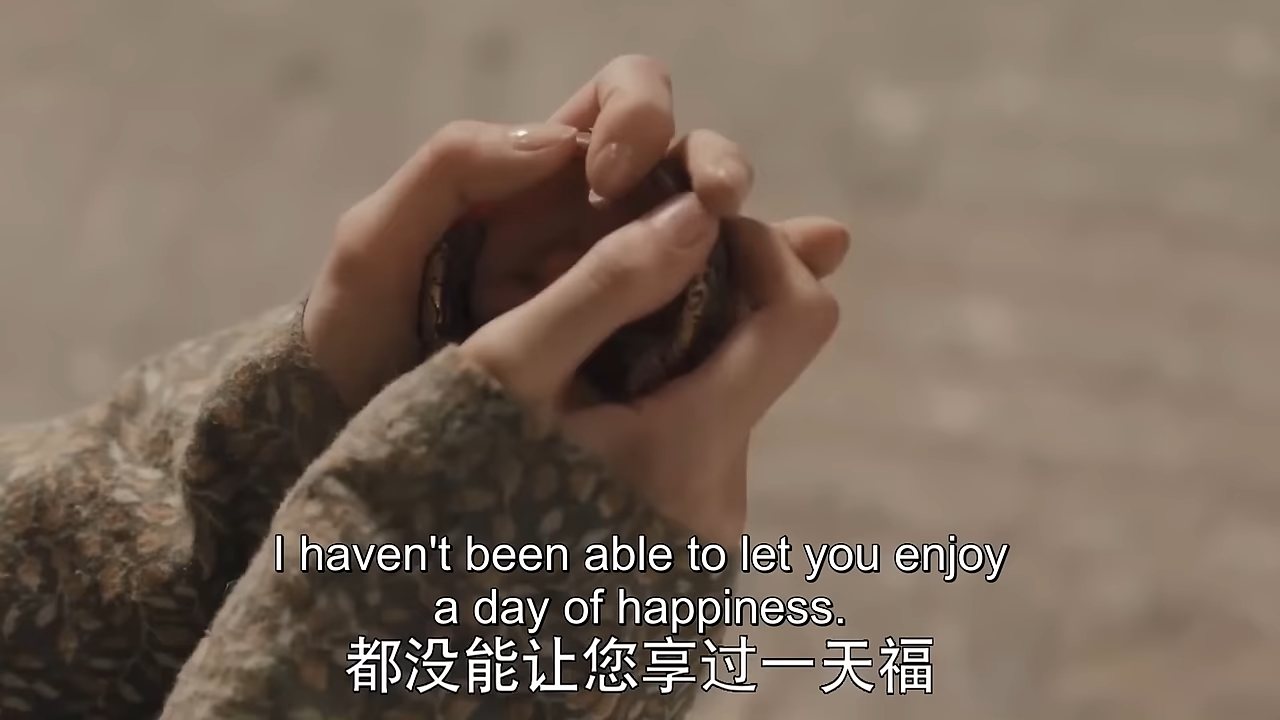 I haven't been able to let you enjoy
a day of happiness.
都没能让您享过一天福